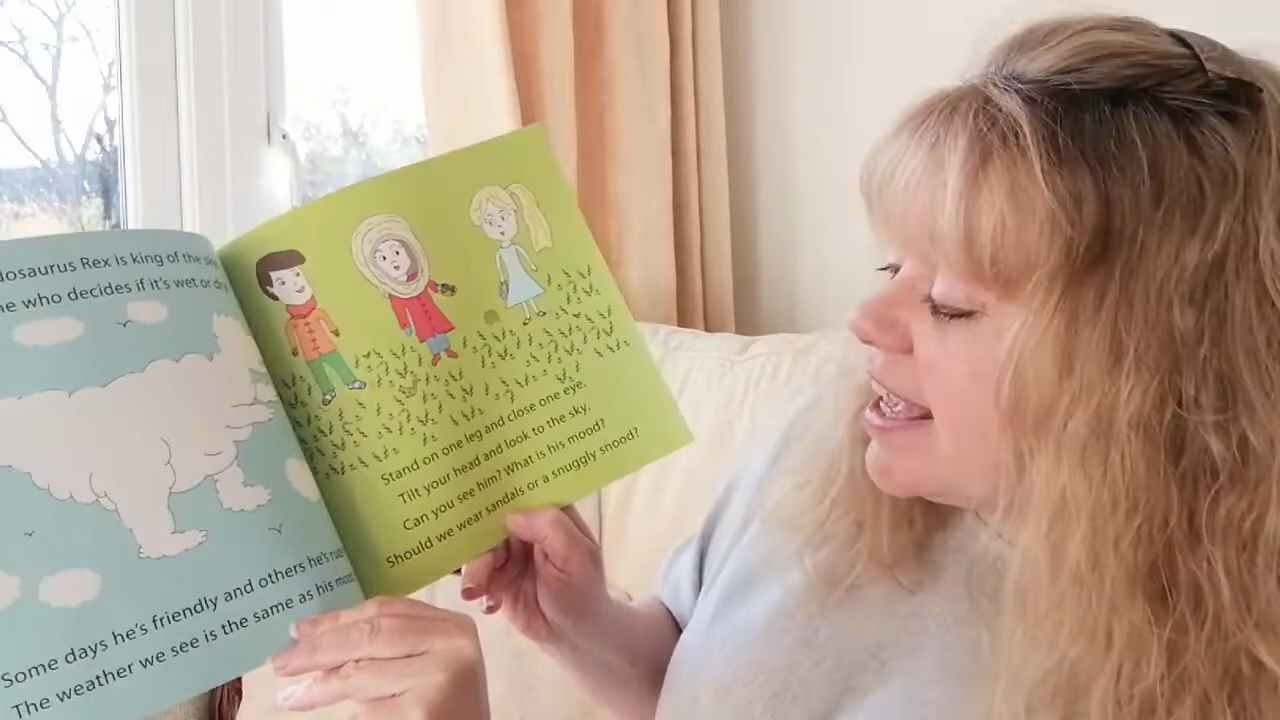 Rex is king of the
who decides if it's wet or
Some days he's friendly and others he's
The weather we see is the same as his
Stand on one leg and close one eye.
Tilt your head and look to the sky.
Can you see him? What is his mood?
Should we wear sandals or a snuggly snood?